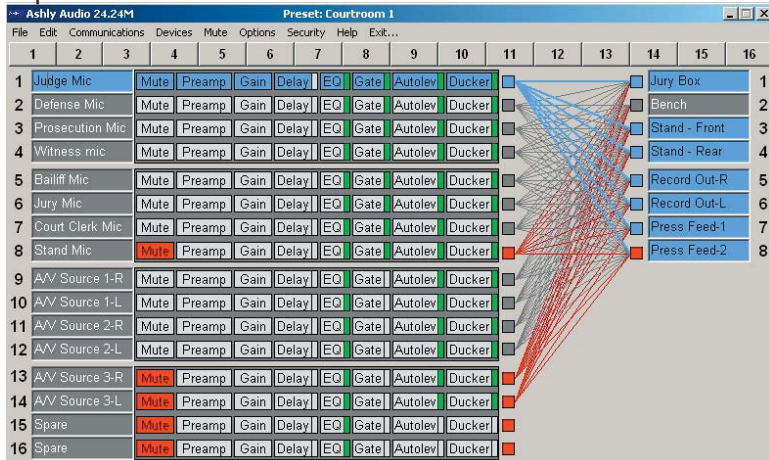 Ashly Audio 24.24M Preset: Courtroom 1
File Edit Communications Devices Mute Options Security Help Exit...
1 2 3 4 5 6 7 8 9 10 11 12 13 14 15 16
1 Judge Mic Mute Preamp Gain Delay EQ Gate Autolev Ducker Jury Box 1
2 Defense Mic Mute Preamp Gain Delay EQ Gate Autolev Ducker Bench 2
3 Prosecution Mic Mute Preamp Gain Delay EQ Gate Autolev Ducker Stand - Front 3
4 Witness mic Mute Preamp Gain Delay EQ Gate Autolev Ducker Stand - Rear 4
5 Bailiff Mic Mute Preamp Gain Delay EQ Gate Autolev Ducker Record Out-R 5
6 Jury Mic Mute Preamp Gain Delay EQ Gate Autolev Ducker Record Out-L 6
7 Court Clerk Mic Mute Preamp Gain Delay EQ Gate Autolev Ducker Press Feed-1 7
8 Stand Mic Mute Preamp Gain Delay EQ Gate Autolev Ducker Press Feed-2 8
9 A/V Source 1-R Mute Preamp Gain Delay EQ Gate Autolev Ducker
10 A/V Source 1-L Mute Preamp Gain Delay EQ Gate Autolev Ducker
11 A/V Source 2-R Mute Preamp Gain Delay EQ Gate Autolev Ducker
12 A/V Source 2-L Mute Preamp Gain Delay EQ Gate Autolev Ducker
13 A/V Source 3-R Mute Preamp Gain Delay EQ Gate Autolev Ducker
14 A/V Source 3-L Mute Preamp Gain Delay EQ Gate Autolev Ducker
15 Spare Mute Preamp Gain Delay EQ Gate Autolev Ducker
16 Spare Mute Preamp Gain Delay EQ Gate Autolev Ducker